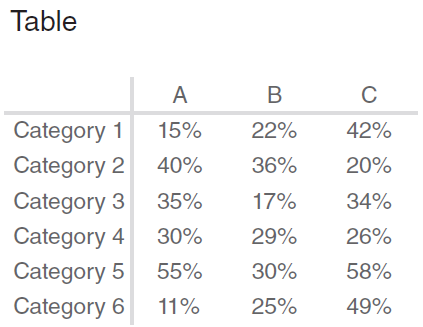 Table
A B C
Category 1 15% 22% 42%
Category 2 40% 36% 20%
Category 3 35% 17% 34%
Category 4 30% 29% 26%
Category 5 55% 30% 58%
Category 6 11% 25% 49%